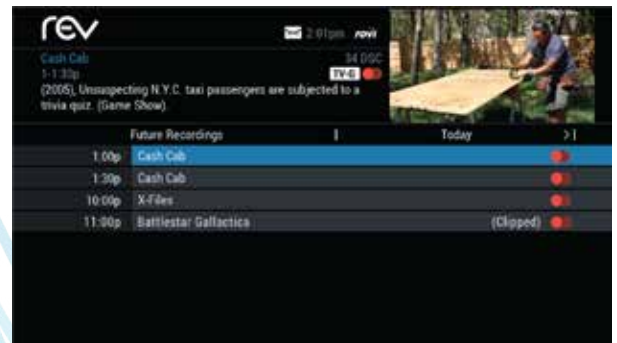 rev
2:01pm rovi
Cash Cab 34 DSC
1-1:30p TV-G
(2005), Unsuspecting N.Y.C. taxi passengers are subjected to a
trivia quiz. (Game Show).
Future Recordings | Today >|
1:00p Cash Cab
1:30p Cash Cab
10:00p X-Files
11:00p Battlestar Gallactica (Clipped)